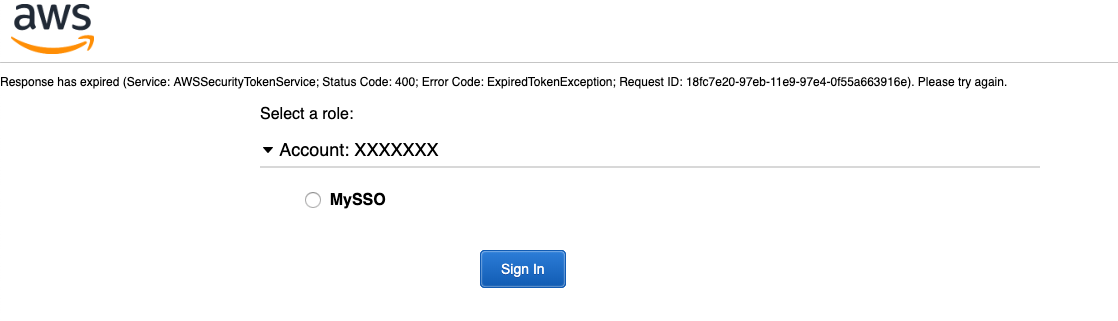 aws
Response has expired (Service: AWSSecurityTokenService; Status Code: 400; Error Code: ExpiredTokenException; Request ID: 18fc7e20-97eb-11e9-97e4-0f55a663916e). Please try again.
Select a role:
Account: XXXXXXX
MySSO
Sign In